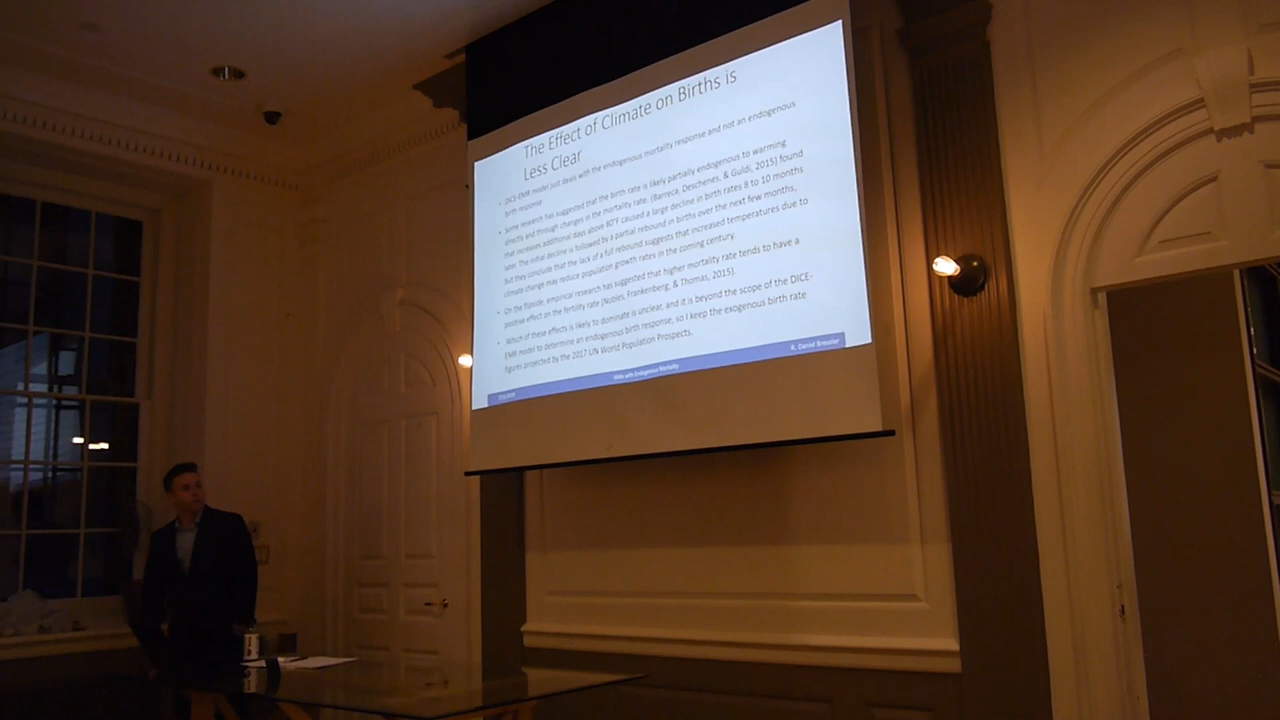 The Effect of Climate on Births is
Less Clear
• DICE-EMR model just deals with the endogenous mortality response and not an endogenous
birth response
• Some research has suggested that the birth rate is likely partially endogenous to warming
directly and through changes in the mortality rate. (Barreca, Deschenes, & Guldi, 2015) found
that increases additional days above 80°F caused a large decline in birth rates 8 to 10 months
later. The initial decline is followed by a partial rebound in births over the next few months,
but they conclude that the lack of a full rebound suggests that increased temperatures due to
climate change may reduce population growth rates in the coming century.
• On the flipside, empirical research has suggested that higher mortality rate tends to have a
positive effect on the fertility rate (Nobles, Frankenberg, & Thomas, 2015).
• Which of these effects is likely to dominate is unclear, and it is beyond the scope of the DICE-
EMR model to determine an endogenous birth response, so I keep the exogenous birth rate
figures projected by the 2017 UN World Population Prospects.
with Endogenous Mortality
R. Daniel Bressler